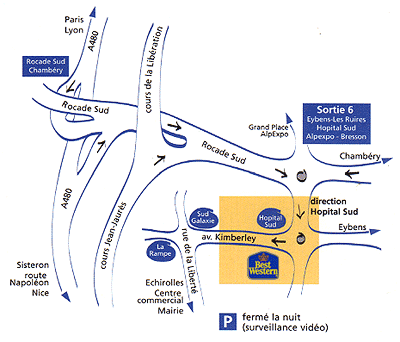 Paris
Lyon
A480
Rocade Sud
Chambéry
Rocade Sud
cours de la Libération
Rocade Sud
Grand Place
AlpExpo
Sortie 6
Eybens-Les Ruires
Hopital Sud
Alpexpo - Bresson
Chambéry
direction
Hopital Sud
A480
cours Jean-Jaurès
Sud
Galaxie
Hopital
Sud
av. Kimberley
Eybens
La
Rampe
rue de la Liberté
Best
Western
Sisteron
route
Napoléon
Nice
Echirolles
Centre
commercial
Mairie
P fermé la nuit
(surveillance vidéo)